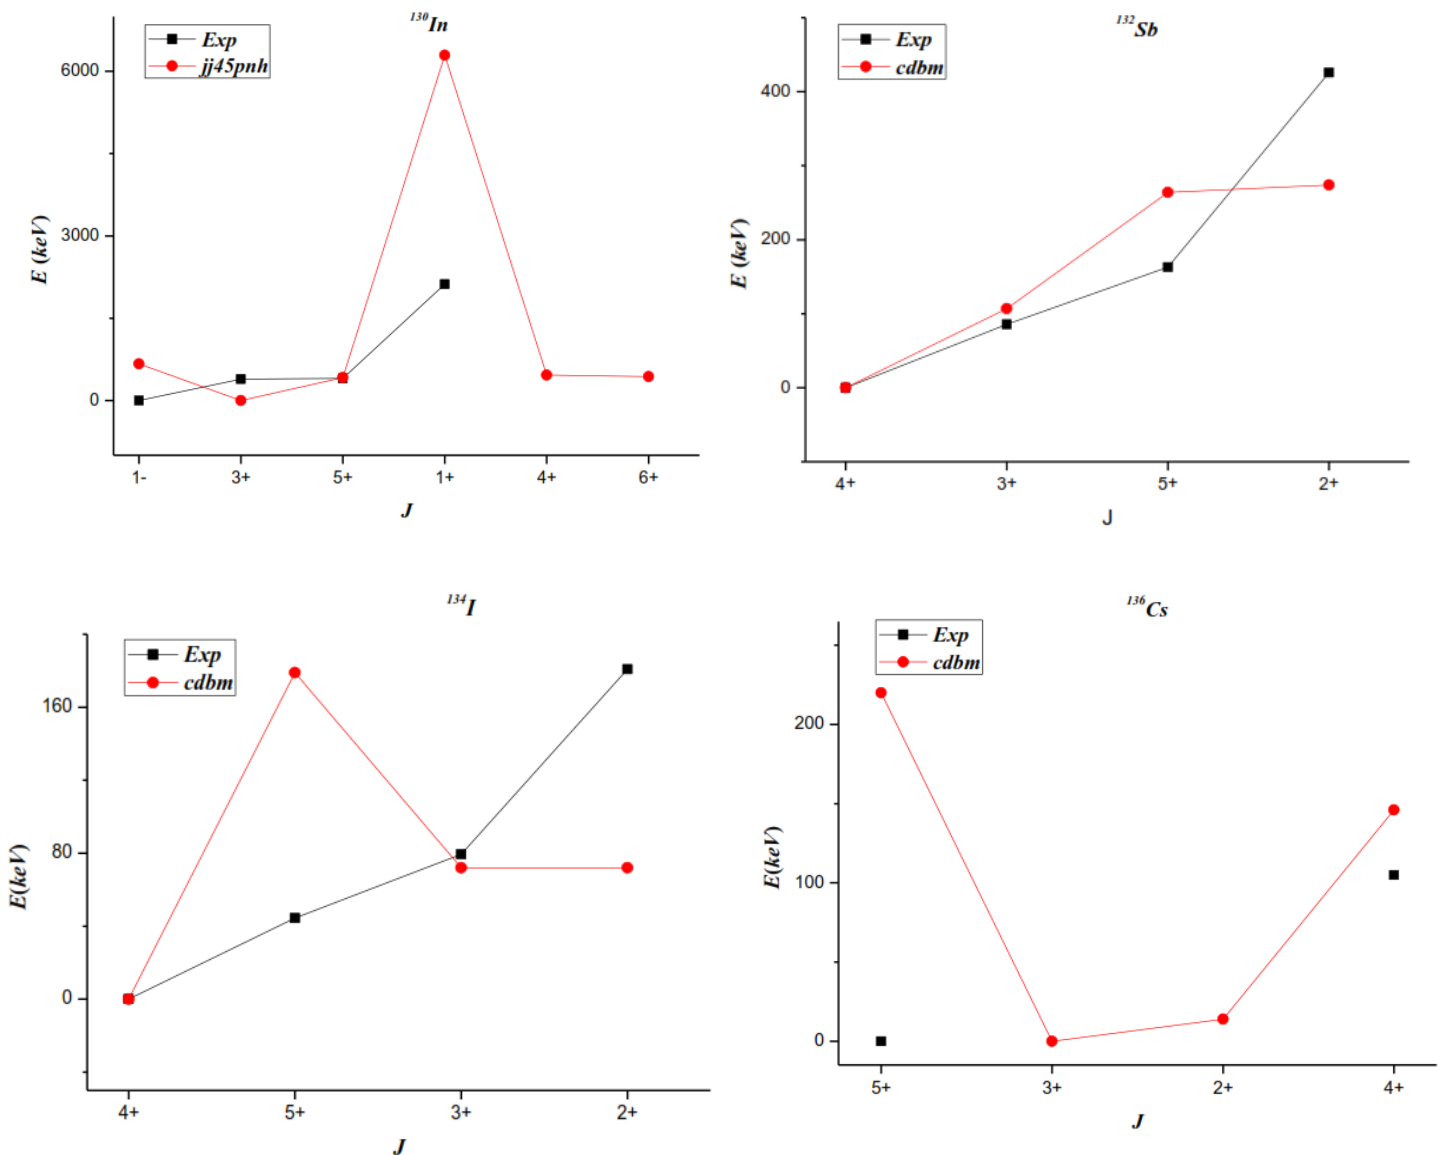 ¹³⁰In
Exp
jj45pnh
6000
3000
0
E (keV)
1-
3+
5+
1+
4+
6+
J
¹³²Sb
Exp
cdbm
400
200
0
E (keV)
4+
3+
5+
2+
J
¹³⁴I
Exp
cdbm
160
80
0
E(keV)
4+
5+
3+
2+
J
¹³⁶Cs
Exp
cdbm
200
100
0
E(keV)
5+
3+
2+
4+
J